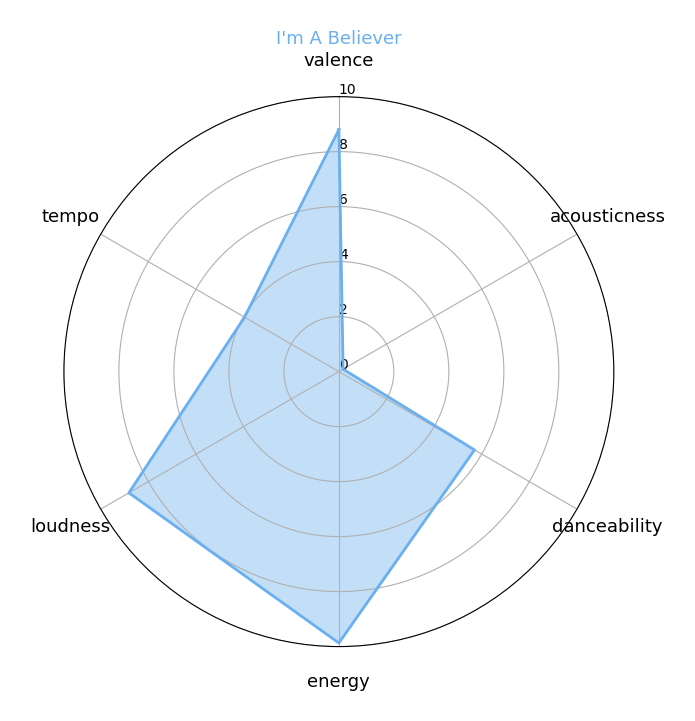 I'm A Believer
valence
10
8
6
4
2
0
tempo
acousticness
loudness
danceability
energy